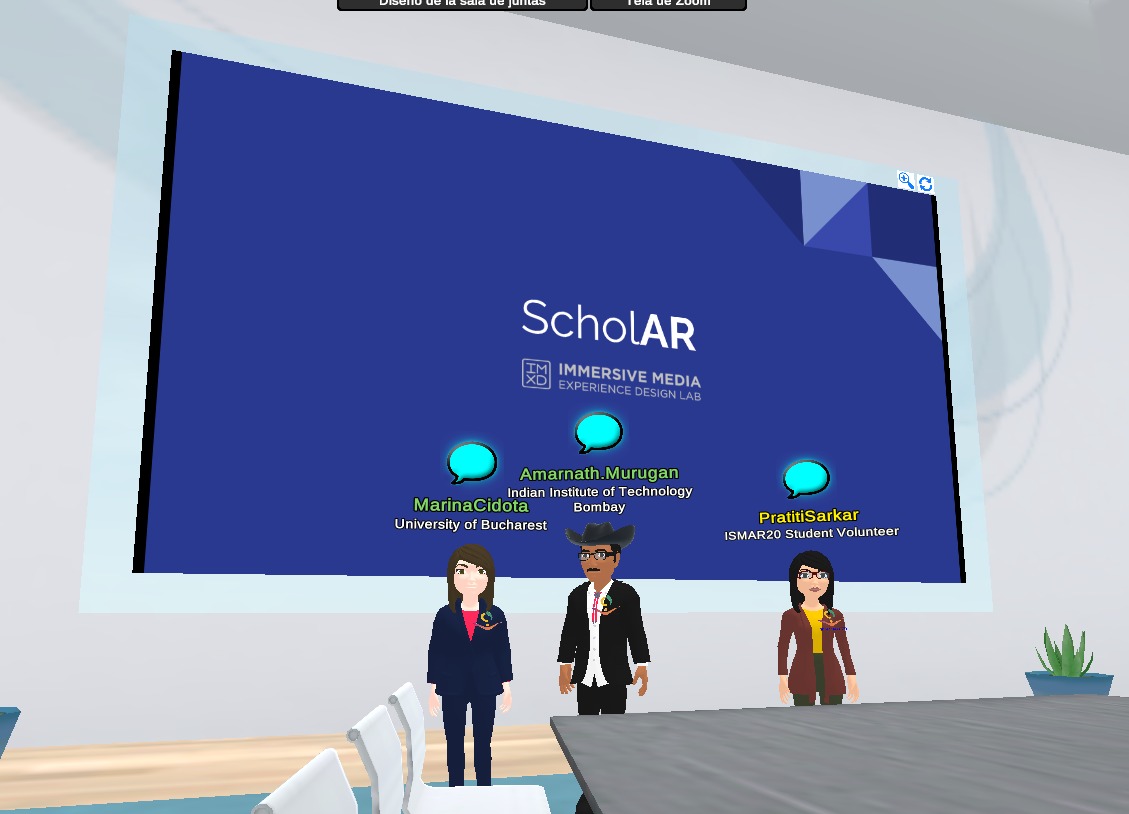 Diseño de la sala de juntas
Tela de Zoom
ScholAR
IM
XD
IMMERSIVE MEDIA
EXPERIENCE DESIGN LAB
Amarnath.Murugan
Indian Institute of Technology
Bombay
MarinaCidota
University of Bucharest
PratitiSarkar
ISMAR20 Student Volunteer